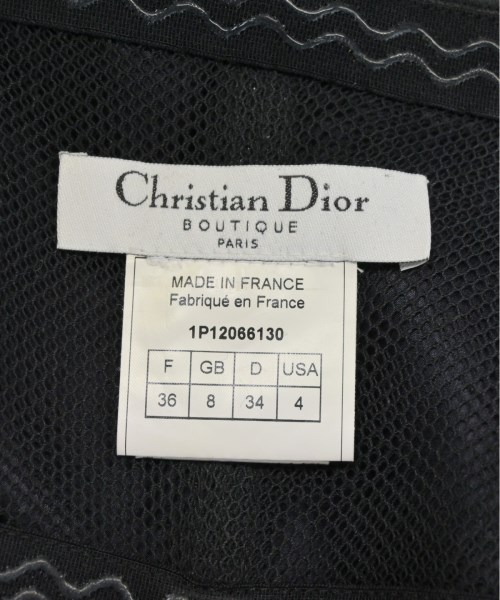 Christian Dior
BOUTIQUE
PARIS
MADE IN FRANCE
Fabriqué en France
1P12066130
F GB D USA
36 8 34 4